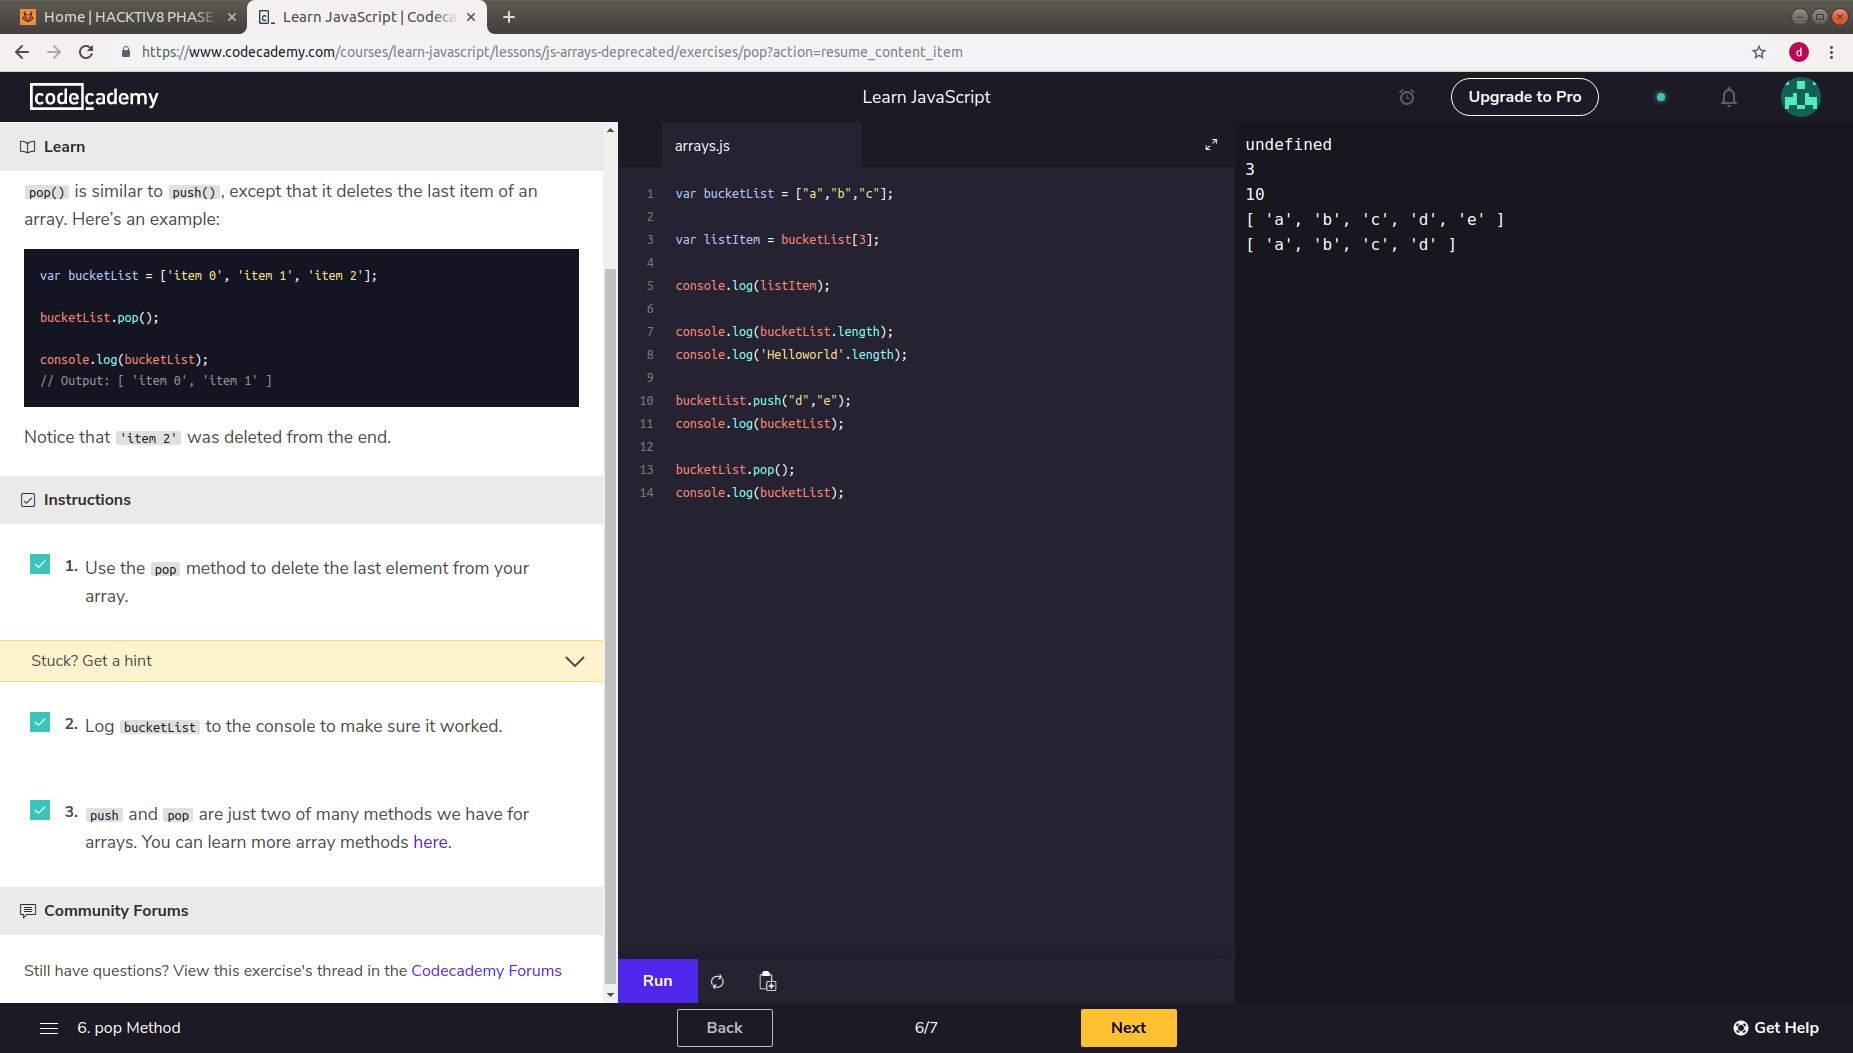 Home | HACKTIV8 PHASE
Learn JavaScript | Codeca
https://www.codecademy.com/courses/learn-javascript/lessons/js-arrays-deprecated/exercises/pop?action=resume_content_item
d
codecademy
Learn JavaScript
Upgrade to Pro
Learn
pop() is similar to push(), except that it deletes the last item of an
array. Here's an example:
var bucketList = ['item 0', 'item 1', 'item 2'];
bucketList.pop();
console.log(bucketList);
// Output: [ 'item 0', 'item 1' ]
Notice that 'item 2' was deleted from the end.
Instructions
1. Use the pop method to delete the last element from your
array.
Stuck? Get a hint
2. Log bucketList to the console to make sure it worked.
3. push and pop are just two of many methods we have for
arrays. You can learn more array methods here.
Community Forums
Still have questions? View this exercise's thread in the Codecademy Forums
arrays.js
1 var bucketList = ["a","b","c"];
2
3 var listItem = bucketList[3];
4
5 console.log(listItem);
6
7 console.log(bucketList.length);
8 console.log('Helloworld'.length);
9
10 bucketList.push("d","e");
11 console.log(bucketList);
12
13 bucketList.pop();
14 console.log(bucketList);
Run
undefined
3
10
[ 'a', 'b', 'c', 'd', 'e' ]
[ 'a', 'b', 'c', 'd' ]
6. pop Method
Back
6/7
Next
Get Help